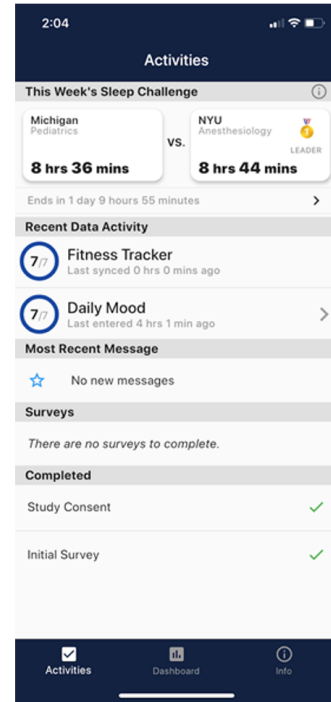 2:04
Activities
This Week's Sleep Challenge
Michigan
Pediatrics
8 hrs 36 mins
vs.
NYU
Anesthesiology
LEADER
8 hrs 44 mins
Ends in 1 day 9 hours 55 minutes
Recent Data Activity
7/7
Fitness Tracker
Last synced 0 hrs 0 mins ago
7/7
Daily Mood
Last entered 4 hrs 1 min ago
Most Recent Message
No new messages
Surveys
There are no surveys to complete.
Completed
Study Consent
Initial Survey
Activities
Dashboard
Info